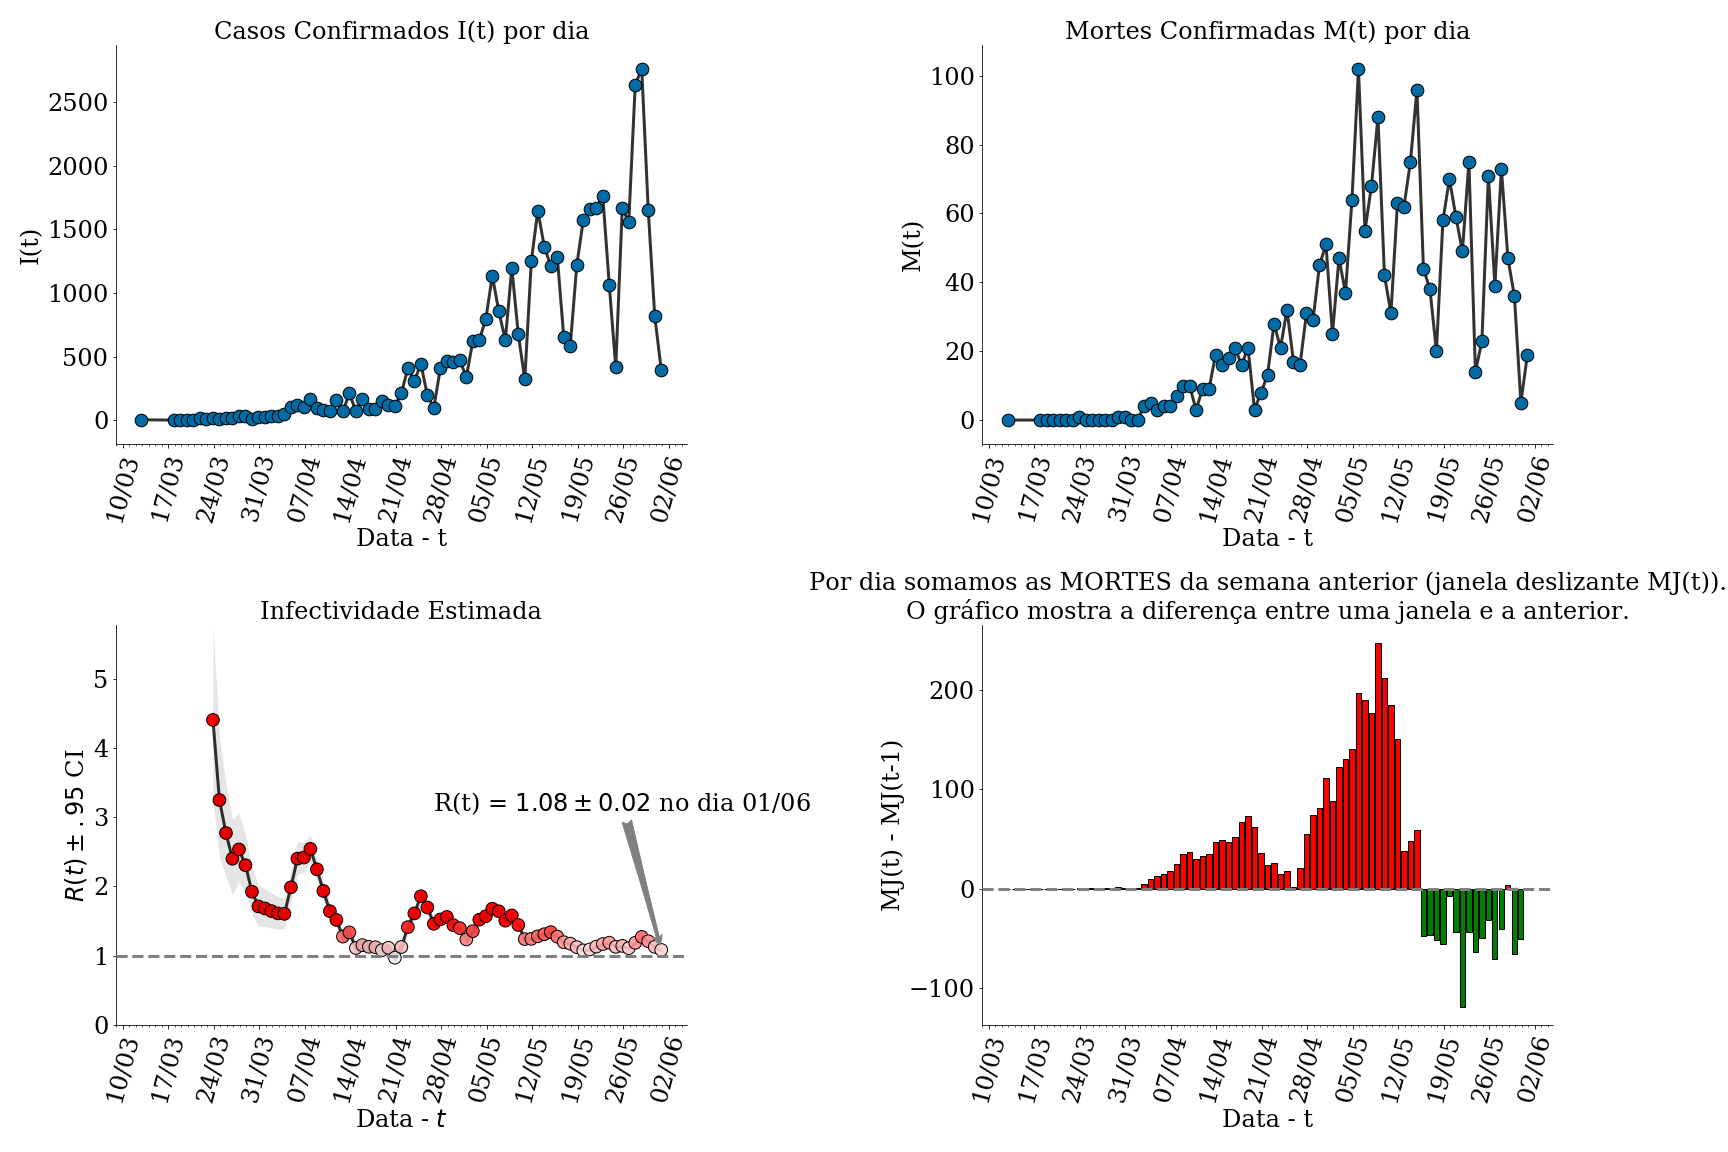 Casos Confirmados I(t) por dia
I(t)
2500
2000
1500
1000
500
0
10/03 17/03 24/03 31/03 07/04 14/04 21/04 28/04 05/05 12/05 19/05 26/05 02/06
Data - t
Mortes Confirmadas M(t) por dia
M(t)
100
80
60
40
20
0
10/03 17/03 24/03 31/03 07/04 14/04 21/04 28/04 05/05 12/05 19/05 26/05 02/06
Data - t
Infectividade Estimada
R(t) ± .95 CI
5
4
3
2
1
0
R(t) = 1.08 ± 0.02 no dia 01/06
10/03 17/03 24/03 31/03 07/04 14/04 21/04 28/04 05/05 12/05 19/05 26/05 02/06
Data - t
Por dia somamos as MORTES da semana anterior (janela deslizante MJ(t)).
O gráfico mostra a diferença entre uma janela e a anterior.
MJ(t) - MJ(t-1)
200
100
0
−100
10/03 17/03 24/03 31/03 07/04 14/04 21/04 28/04 05/05 12/05 19/05 26/05 02/06
Data - t